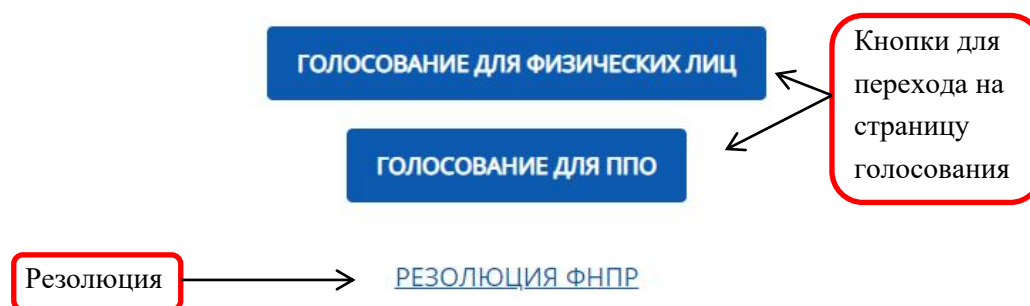 ГОЛОСОВАНИЕ ДЛЯ ФИЗИЧЕСКИХ ЛИЦ
Кнопки для
перехода на
страницу
голосования
ГОЛОСОВАНИЕ ДЛЯ ППО
Резолюция
РЕЗОЛЮЦИЯ ФНПР